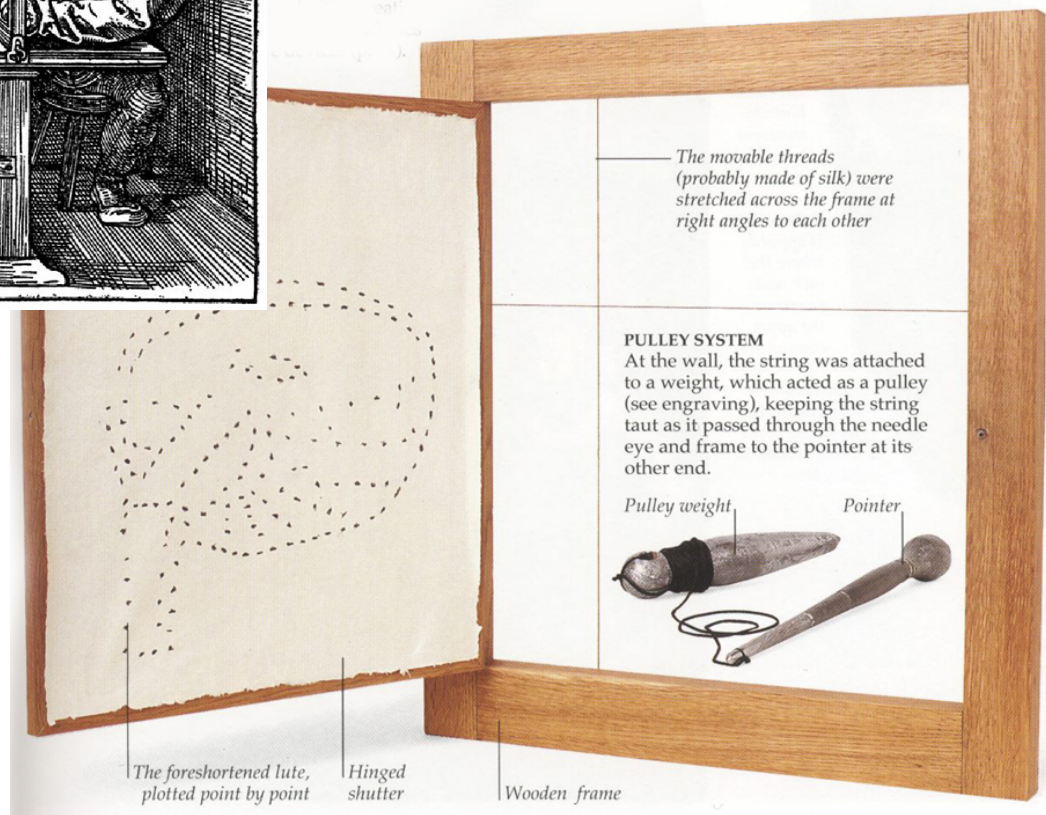 The movable threads
(probably made of silk) were
stretched across the frame at
right angles to each other
PULLEY SYSTEM
At the wall, the string was attached
to a weight, which acted as a pulley
(see engraving), keeping the string
taut as it passed through the needle
eye and frame to the pointer at its
other end.
Pulley weight
Pointer
The foreshortened lute,
plotted point by point
Hinged
shutter
Wooden frame